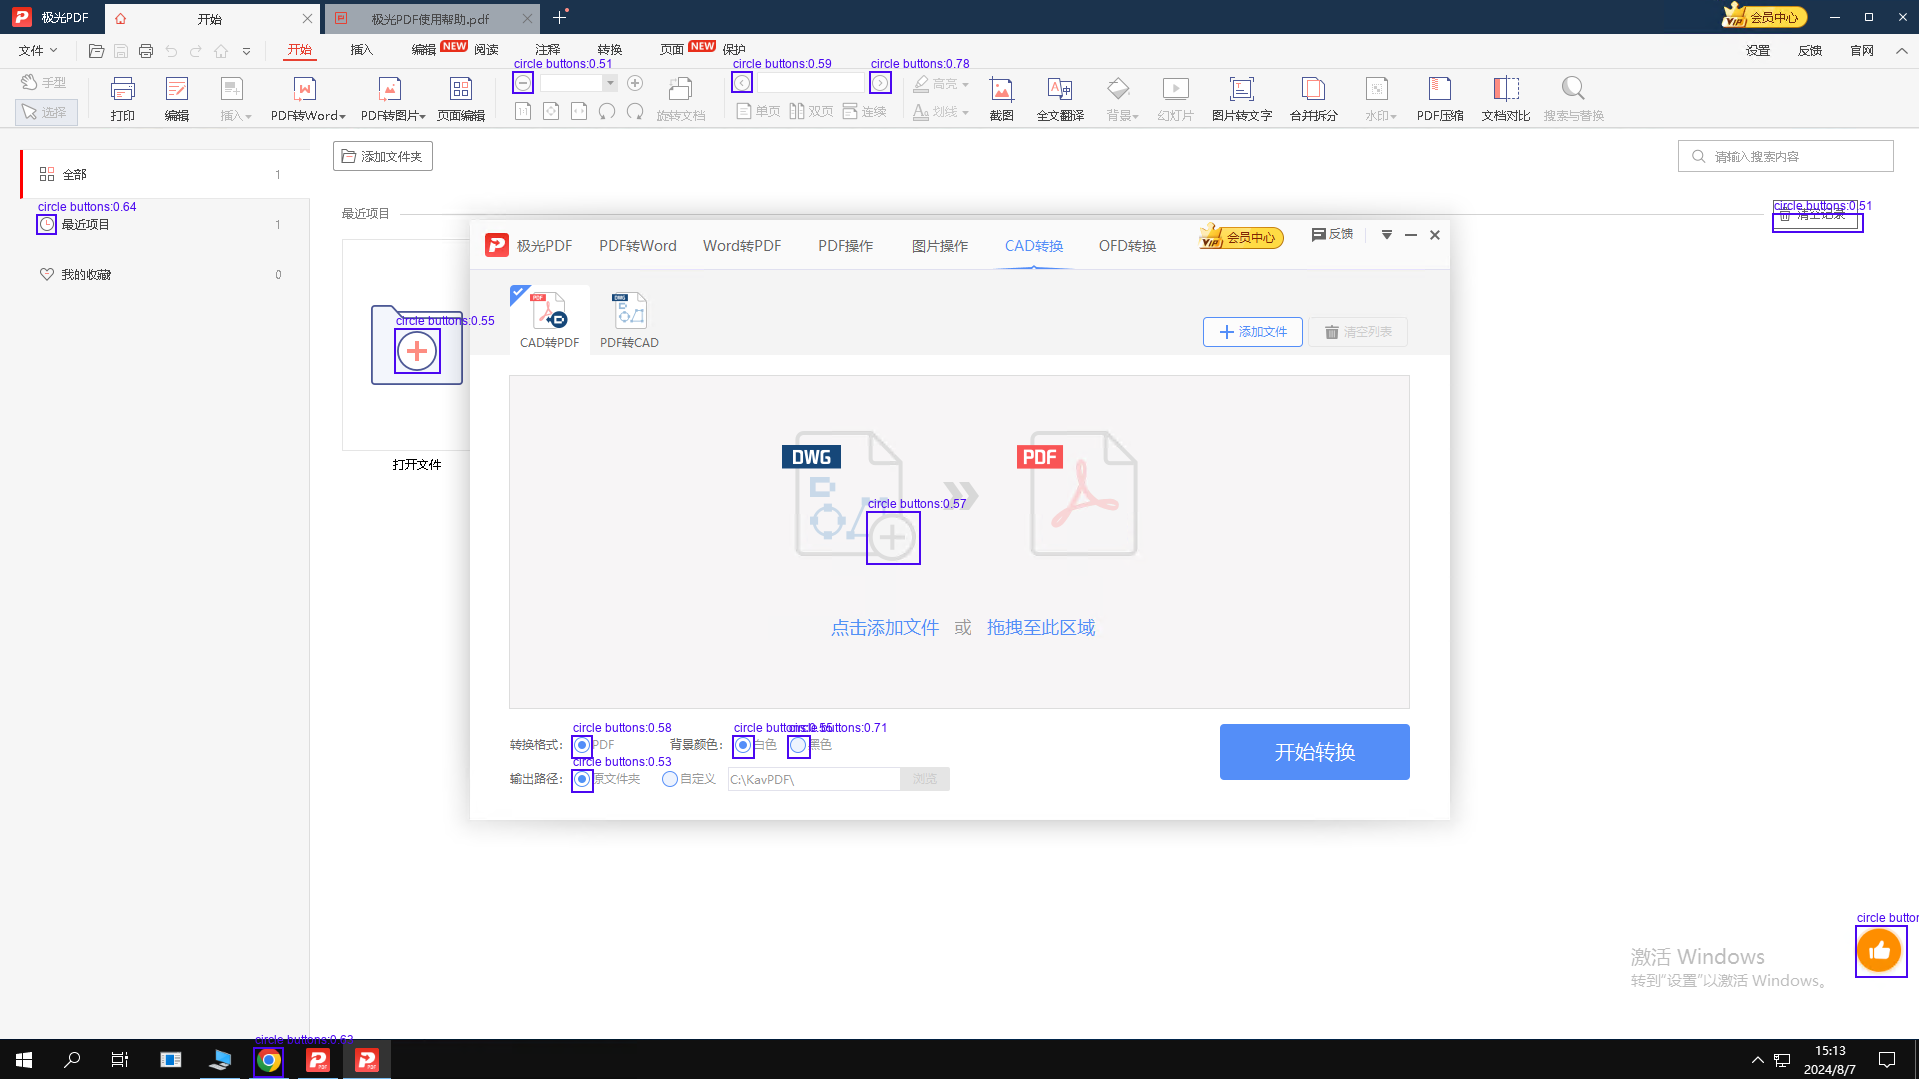 极光PDF
开始
极光PDF使用帮助.pdf
会员中心
文件
开始
插入
编辑
NEW
阅读
注释
转换
页面
NEW
保护
设置
反馈
官网
circle buttons:0.51
circle buttons:0.59
circle buttons:0.78
手型
选择
打印
编辑
插入
PDF转Word
PDF转图片
页面编辑
旋转文档
单页
双页
连续
高亮
划线
截图
全文翻译
背景
幻灯片
图片转文字
合并拆分
水印
PDF压缩
文档对比
搜索与替换
添加文件夹
请输入搜索内容
全部
1
circle buttons:0.64
最近项目
1
我的收藏
0
最近项目
circle buttons:0.51
清空记录
circle buttons:0.55
打开文件
极光PDF
PDF转Word
Word转PDF
PDF操作
图片操作
CAD转换
OFD转换
VIP
会员中心
反馈
CAD转PDF
PDF转CAD
添加文件
清空列表
DWG
PDF
circle buttons:0.57
点击添加文件 或 拖拽至此区域
circle buttons:0.58
circle buttons:0.71
转换格式:
PDF
背景颜色:
白色
黑色
circle buttons:0.53
输出路径:
原文件夹
自定义
C:\KavPDF\
浏览
开始转换
circle button
激活 Windows
转到"设置"以激活 Windows。
circle buttons:0.62
15:13
2024/8/7